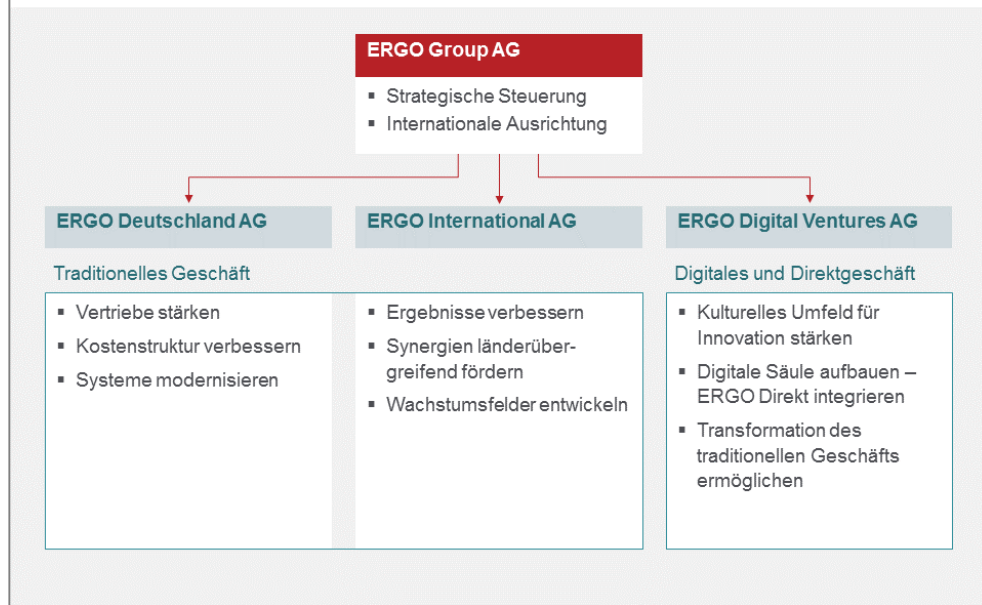 ERGO Group AG
▪ Strategische Steuerung
▪ Internationale Ausrichtung
ERGO Deutschland AG
ERGO International AG
ERGO Digital Ventures AG
Traditionelles Geschäft
Digitales und Direktgeschäft
▪ Vertriebe stärken
▪ Kostenstruktur verbessern
▪ Systeme modernisieren
▪ Ergebnisse verbessern
▪ Synergien länderüber-
greifend fördern
▪ Wachstumsfelder entwickeln
▪ Kulturelles Umfeld für
Innovation stärken
▪ Digitale Säule aufbauen –
ERGO Direkt integrieren
▪ Transformation des
traditionellen Geschäfts
ermöglichen